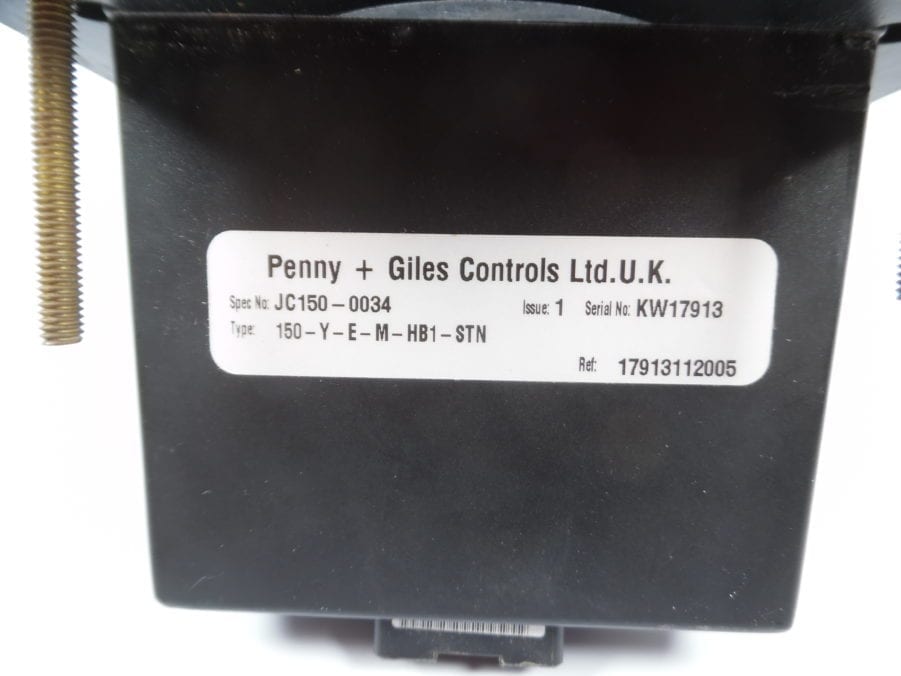 Penny + Giles Controls Ltd.U.K.
Spec No: JC150-0034 Issue: 1 Serial No: KW17913
Type: 150-Y-E-M-HB1-STN
Ref: 17913112005